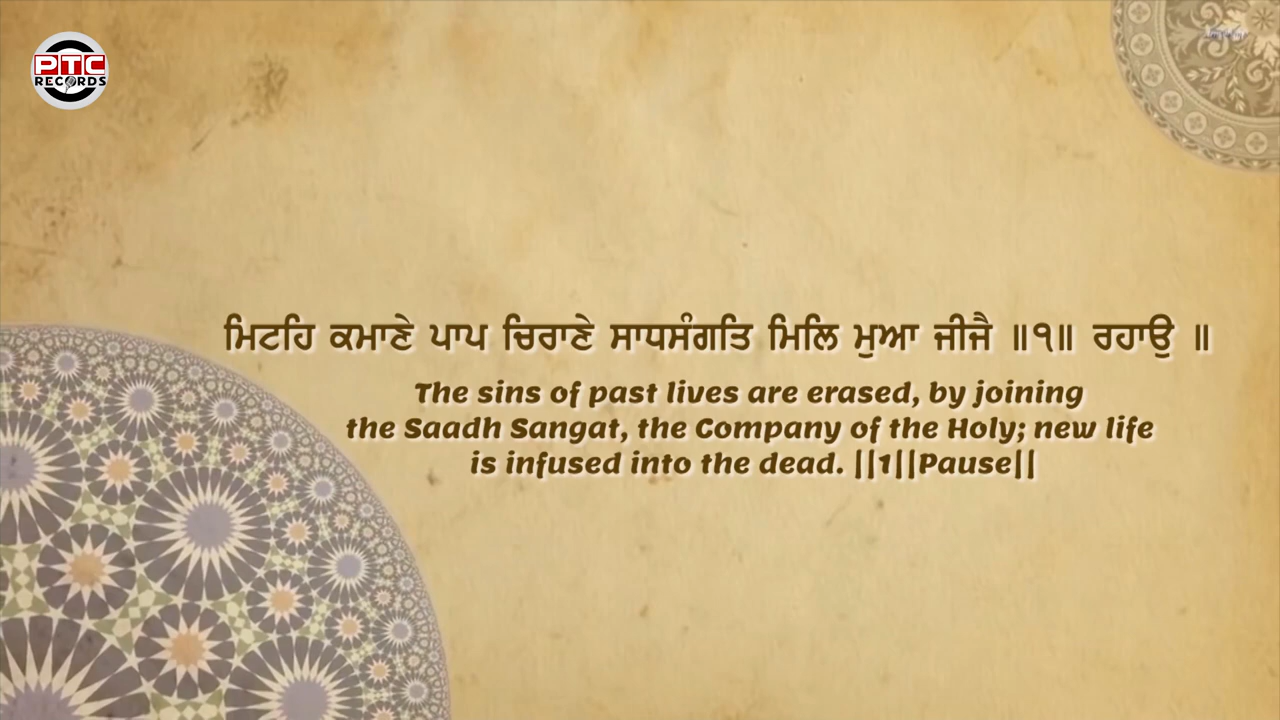 PTC
RECORDS
ਮਿਟਹਿ ਕਮਾਣੇ ਪਾਪ ਚਿਰਾਣੇ ਸਾਧਸੰਗਤਿ ਮਿਲਿ ਮੁਆ ਜੀਜੈ ॥੧॥ ਰਹਾਉ ॥
The sins of past lives are erased, by joining
the Saadh Sangat, the Company of the Holy; new life
is infused into the dead. ||1||Pause||